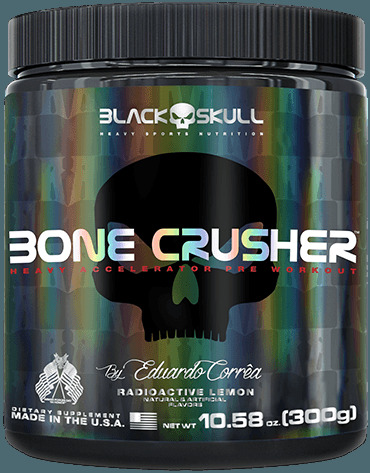 BLACK SKULL
HEAVY SPORTS NUTRITION
BONE CRUSHER™
HEAVY ACCELERATOR PRE WORKOUT
By Eduardo Corrêa
RADIOACTIVE LEMON
NATURAL & ARTIFICIAL
FLAVORS
DIETARY SUPPLEMENT
MADE IN THE U.S.A.
NET WT. 10.58 oz. (300g)